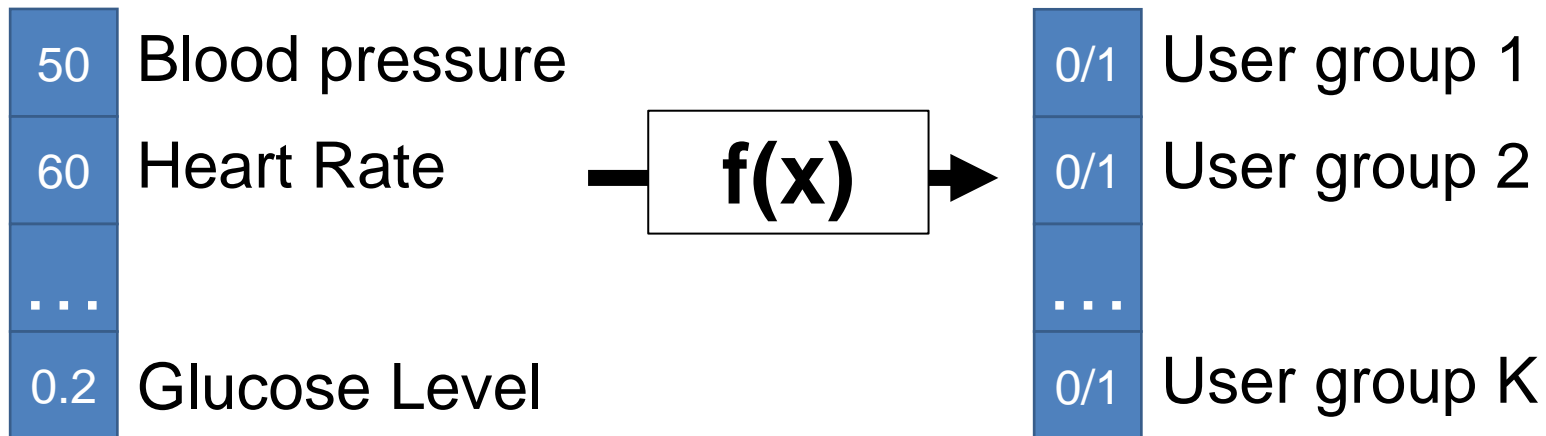 50 Blood pressure
60 Heart Rate
...
0.2 Glucose Level
f(x)
0/1 User group 1
0/1 User group 2
...
0/1 User group K